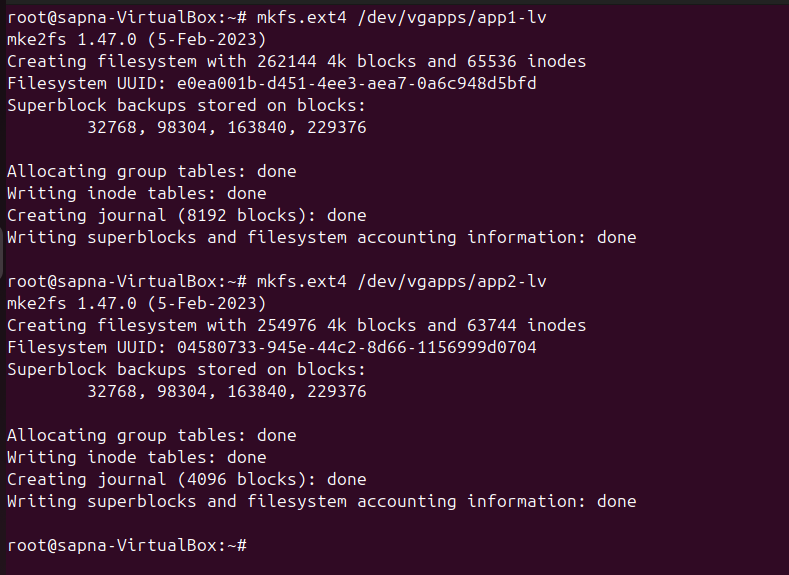 root@sapna-VirtualBox:~# mkfs.ext4 /dev/vgapps/app1-lv
mke2fs 1.47.0 (5-Feb-2023)
Creating filesystem with 262144 4k blocks and 65536 inodes
Filesystem UUID: e0ea001b-d451-4ee3-aea7-0a6c948d5bfd
Superblock backups stored on blocks:
        32768, 98304, 163840, 229376

Allocating group tables: done
Writing inode tables: done
Creating journal (8192 blocks): done
Writing superblocks and filesystem accounting information: done

root@sapna-VirtualBox:~# mkfs.ext4 /dev/vgapps/app2-lv
mke2fs 1.47.0 (5-Feb-2023)
Creating filesystem with 254976 4k blocks and 63744 inodes
Filesystem UUID: 04580733-945e-44c2-8d66-1156999d0704
Superblock backups stored on blocks:
        32768, 98304, 163840, 229376

Allocating group tables: done
Writing inode tables: done
Creating journal (4096 blocks): done
Writing superblocks and filesystem accounting information: done

root@sapna-VirtualBox:~#